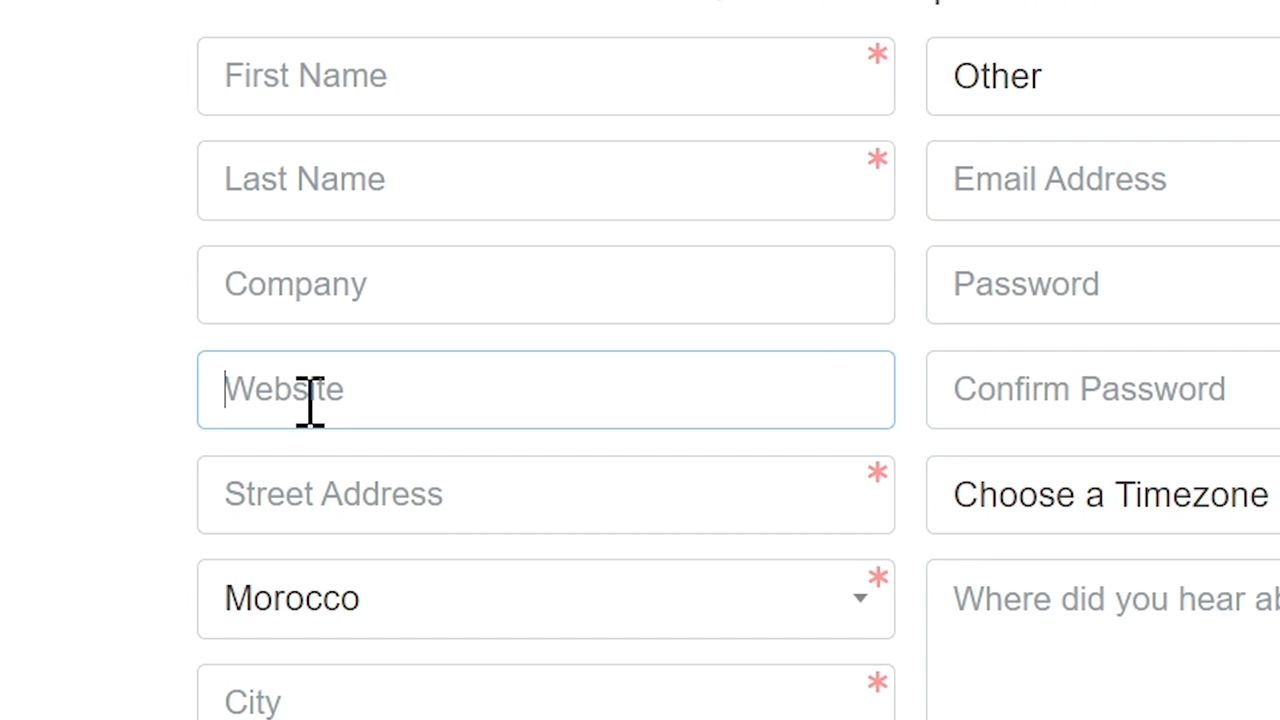 First Name *
Other
Last Name *
Email Address
Company
Password
Website
Confirm Password
Street Address *
Choose a Timezone
Morocco *
Where did you hear
City *